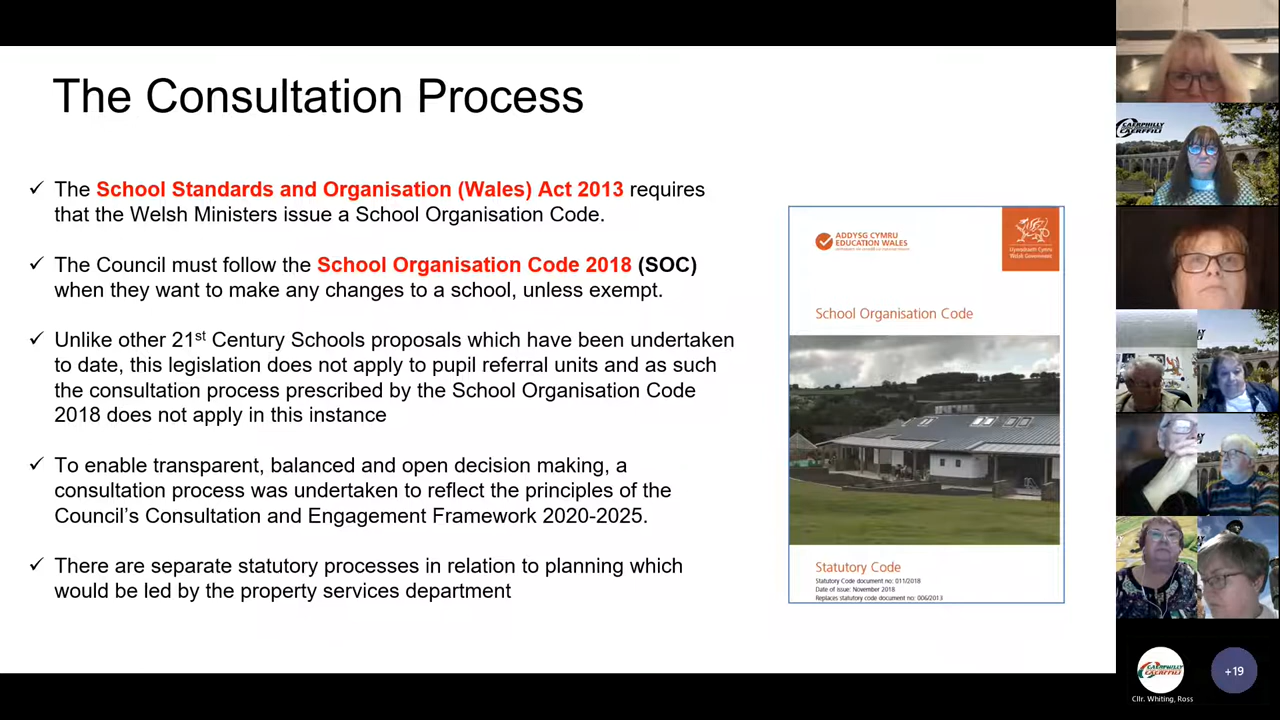 The Consultation Process
✓ The School Standards and Organisation (Wales) Act 2013 requires
that the Welsh Ministers issue a School Organisation Code.
✓ The Council must follow the School Organisation Code 2018 (SOC)
when they want to make any changes to a school, unless exempt.
✓ Unlike other 21st Century Schools proposals which have been undertaken
to date, this legislation does not apply to pupil referral units and as such
the consultation process prescribed by the School Organisation Code
2018 does not apply in this instance
✓ To enable transparent, balanced and open decision making, a
consultation process was undertaken to reflect the principles of the
Council's Consultation and Engagement Framework 2020-2025.
✓ There are separate statutory processes in relation to planning which
would be led by the property services department
ADDYSG CYMRU
EDUCATION WALES
Llywodraeth Cymru
Welsh Government
School Organisation Code
Statutory Code
Statutory Code document no: 011/2018
Date of issue: November 2018
Replaces statutory code document no: 006/2013
CAERPHILLY
CAERFFILI
CAERPHILLY
CAERFFILI
+19
Cllr. Whiting, Ross